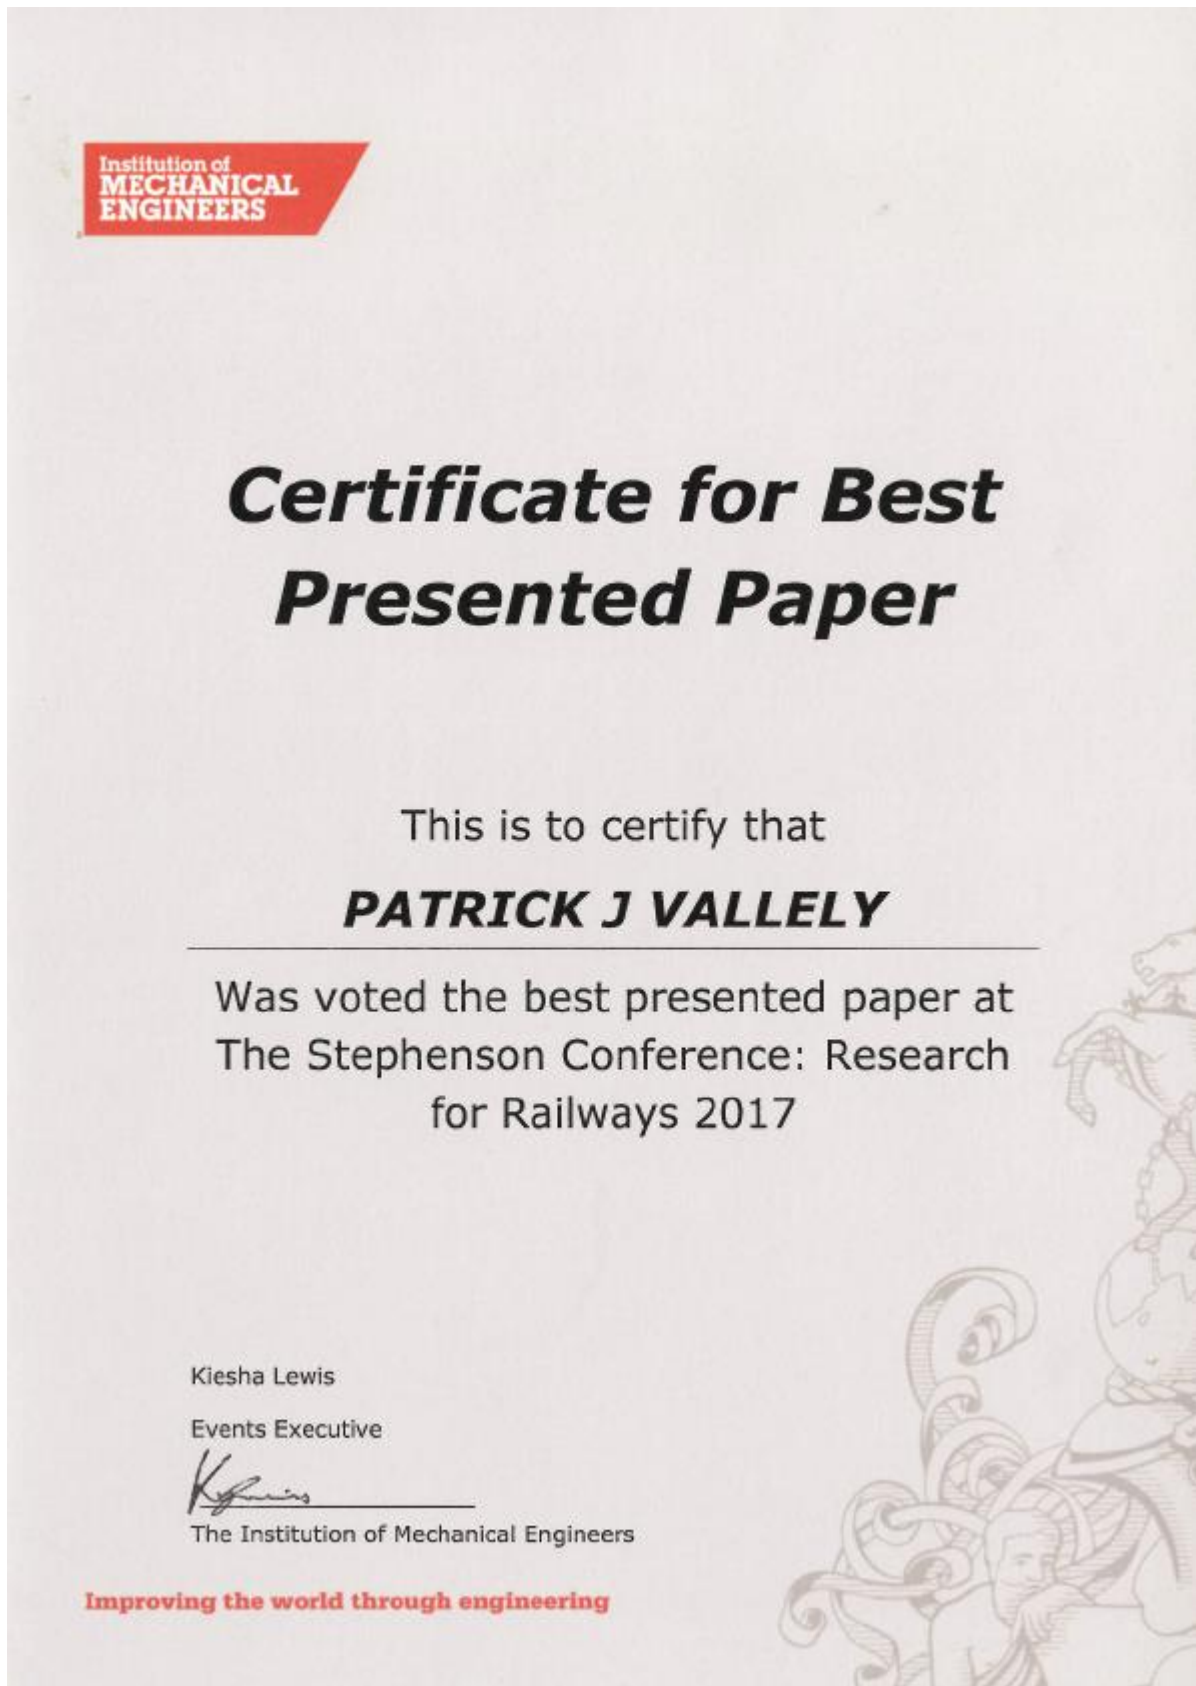 Institution of
MECHANICAL
ENGINEERS
Certificate for Best
Presented Paper
This is to certify that
PATRICK J VALLELY
Was voted the best presented paper at
The Stephenson Conference: Research
for Railways 2017
Kiesha Lewis
Events Executive
The Institution of Mechanical Engineers
Improving the world through engineering